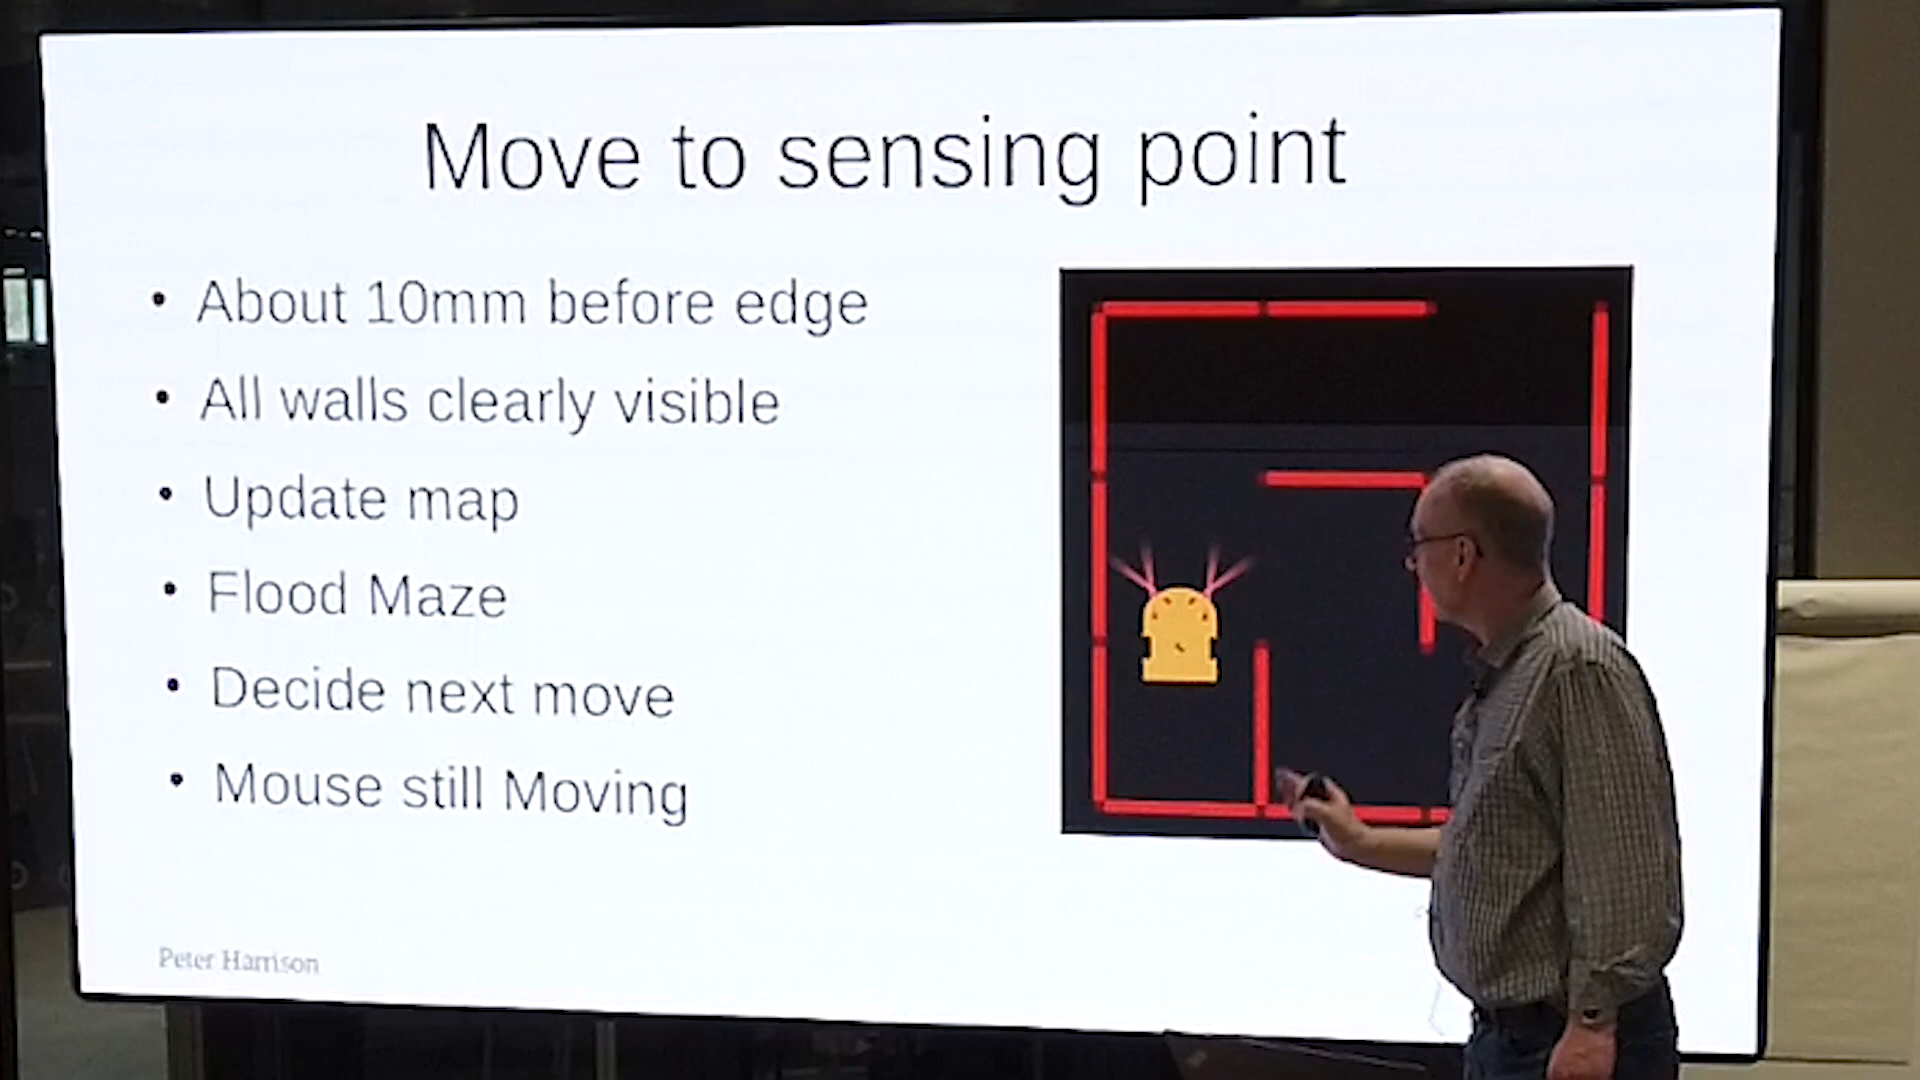 Move to sensing point
• About 10mm before edge
• All walls clearly visible
• Update map
• Flood Maze
• Decide next move
• Mouse still Moving
Peter Harrison